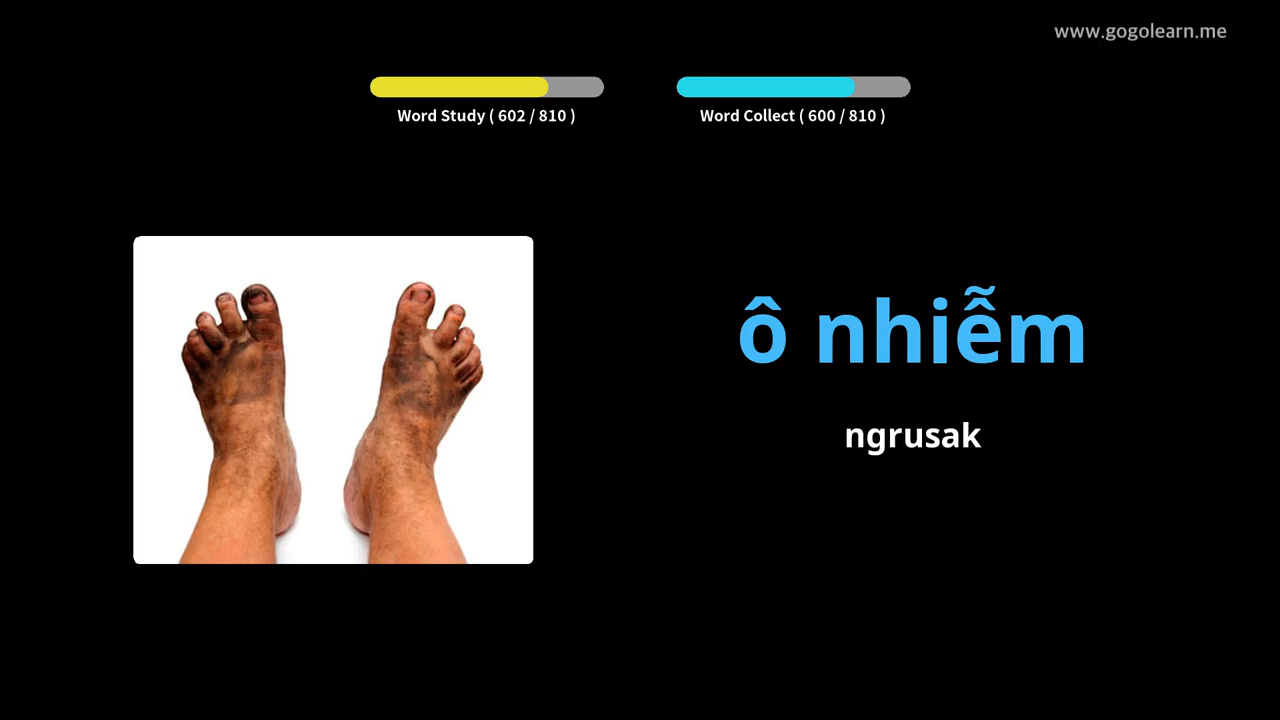 www.gogolearn.me
Word Study ( 602 / 810 )
Word Collect ( 600 / 810 )
ô nhiễm
ngrusak